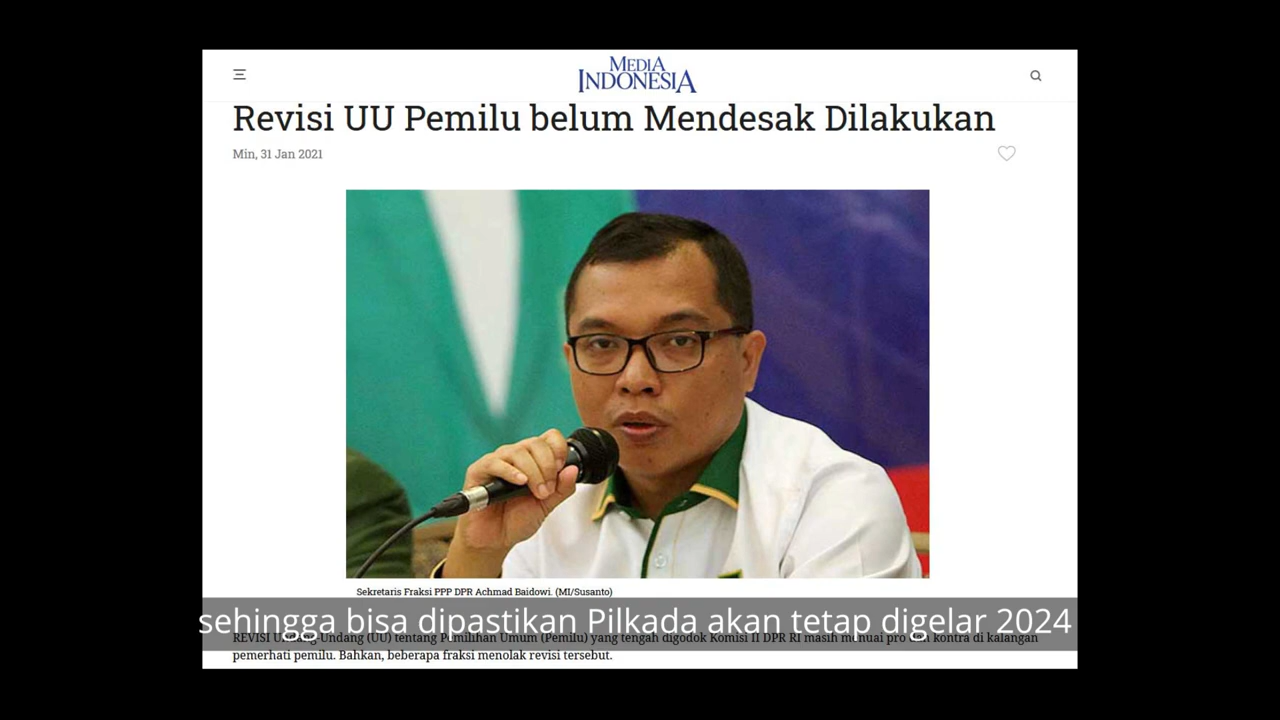 MEDIA
INDONESIA
Revisi UU Pemilu belum Mendesak Dilakukan
Min, 31 Jan 2021
Sekretaris Fraksi PPP DPR Achmad Baidowi. (MI/Susanto)
sehingga bisa dipastikan Pilkada akan tetap digelar 2024
REVISI Undang-Undang (UU) tentang Pemilihan Umum (Pemilu) yang tengah digodok Komisi II DPR RI masih menuai pro dan kontra di kalangan
pemerhati pemilu. Bahkan, beberapa fraksi menolak revisi tersebut.